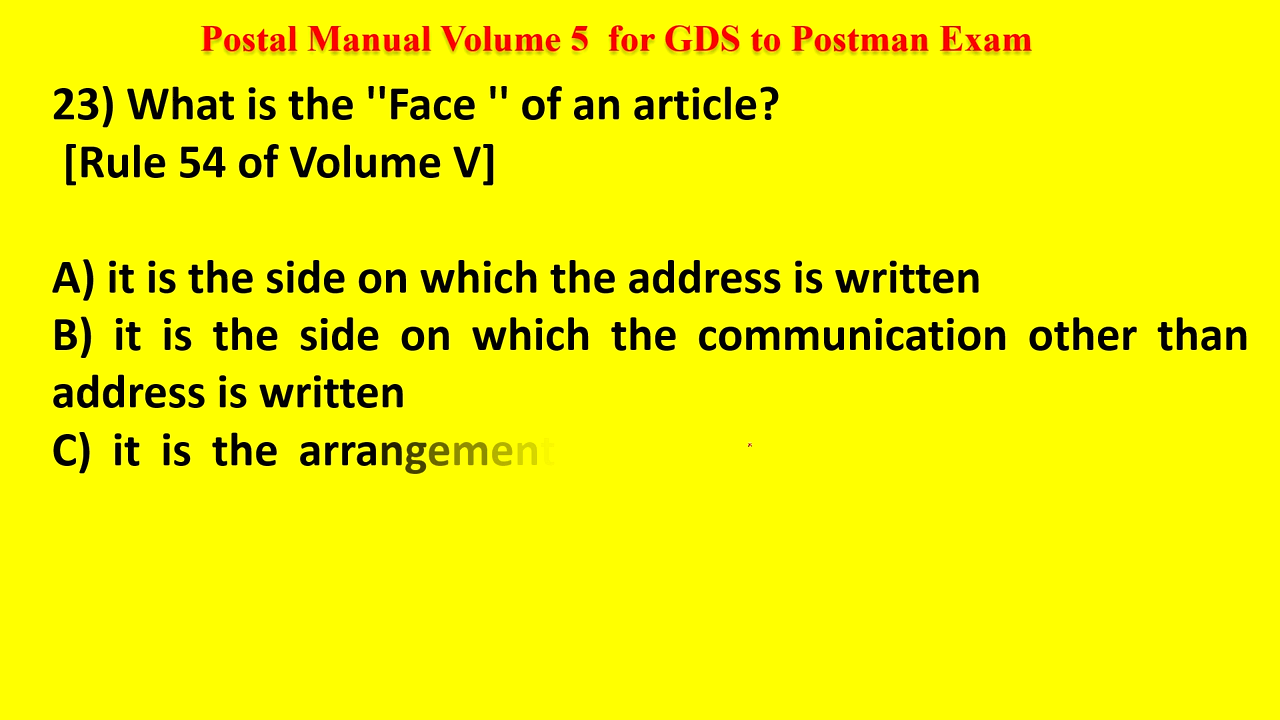 Postal Manual Volume 5 for GDS to Postman Exam
23) What is the ''Face '' of an article?
[Rule 54 of Volume V]
A) it is the side on which the address is written
B) it is the side on which the communication other than
address is written
C) it is the arrangement